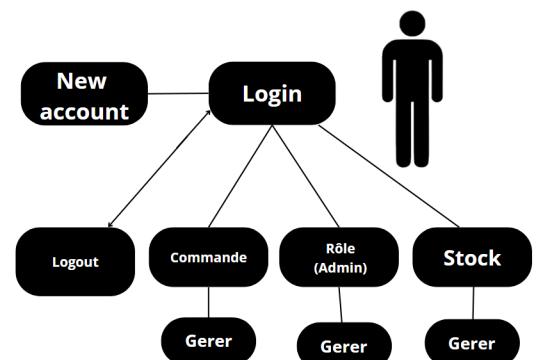 New
account
Login
Logout
Commande
Rôle
(Admin)
Stock
Gerer
Gerer
Gerer